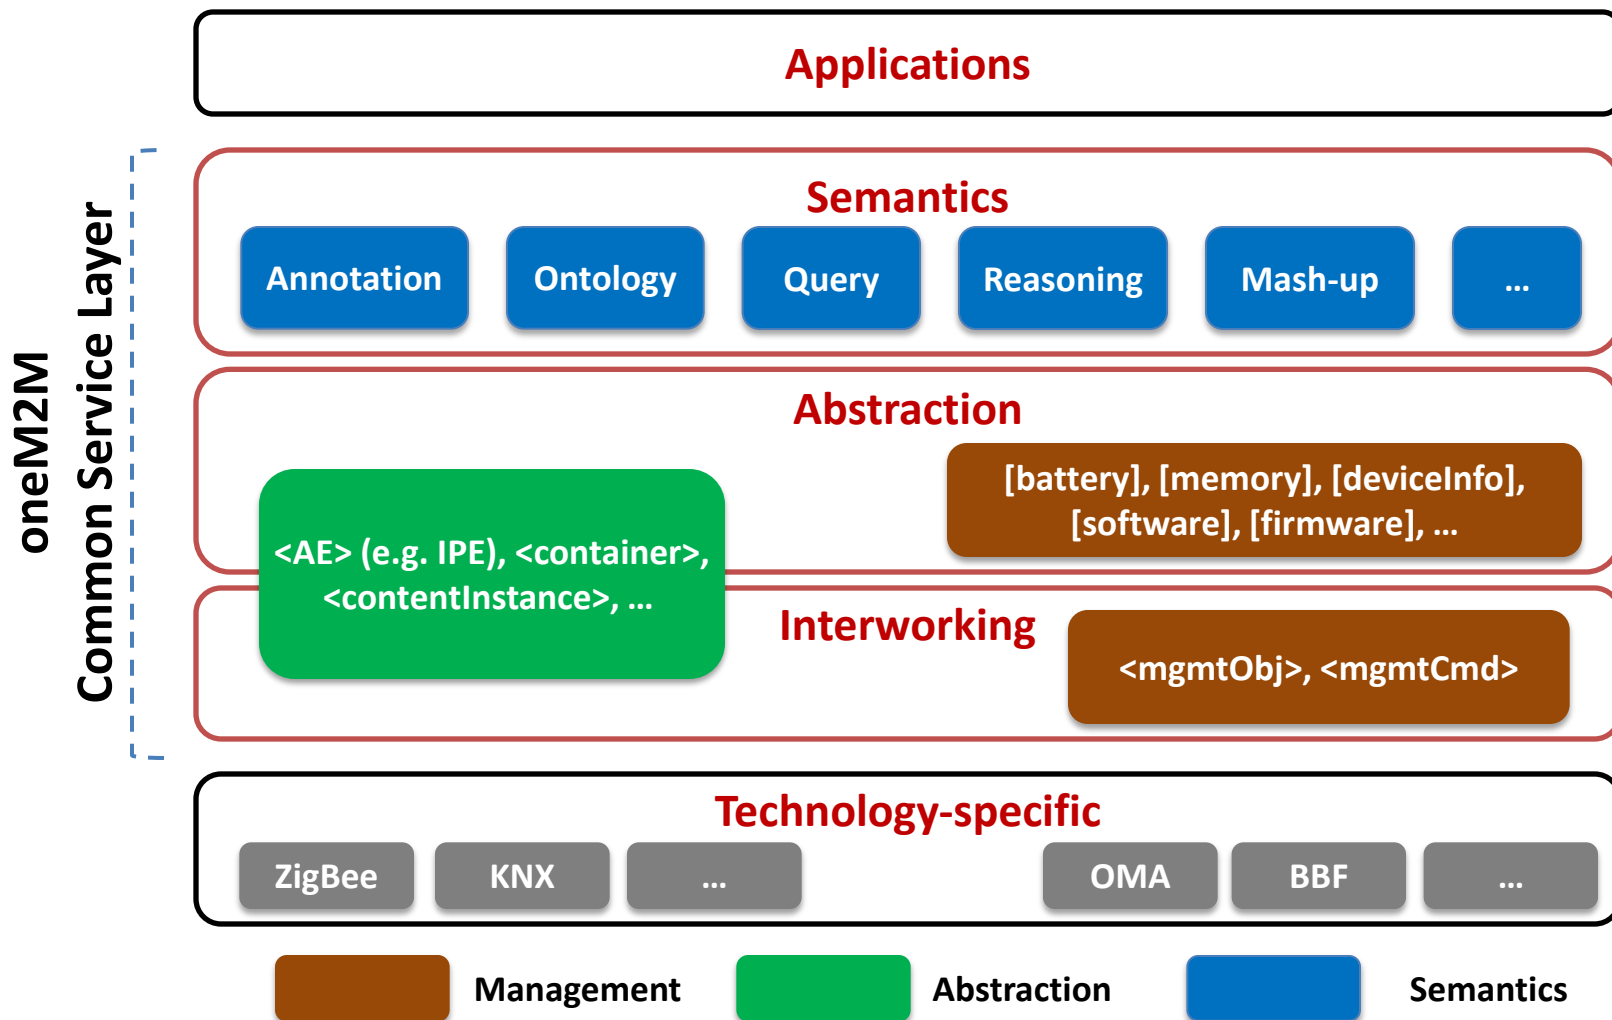 Applications
oneM2M
Common Service Layer
Semantics
Annotation
Ontology
Query
Reasoning
Mash-up
...
Abstraction
[battery], [memory], [deviceInfo],
[software], [firmware], ...
<AE> (e.g. IPE), <container>,
<contentInstance>, ...
Interworking
<mgmtObj>, <mgmtCmd>
Technology-specific
ZigBee
KNX
...
OMA
BBF
...
Management
Abstraction
Semantics